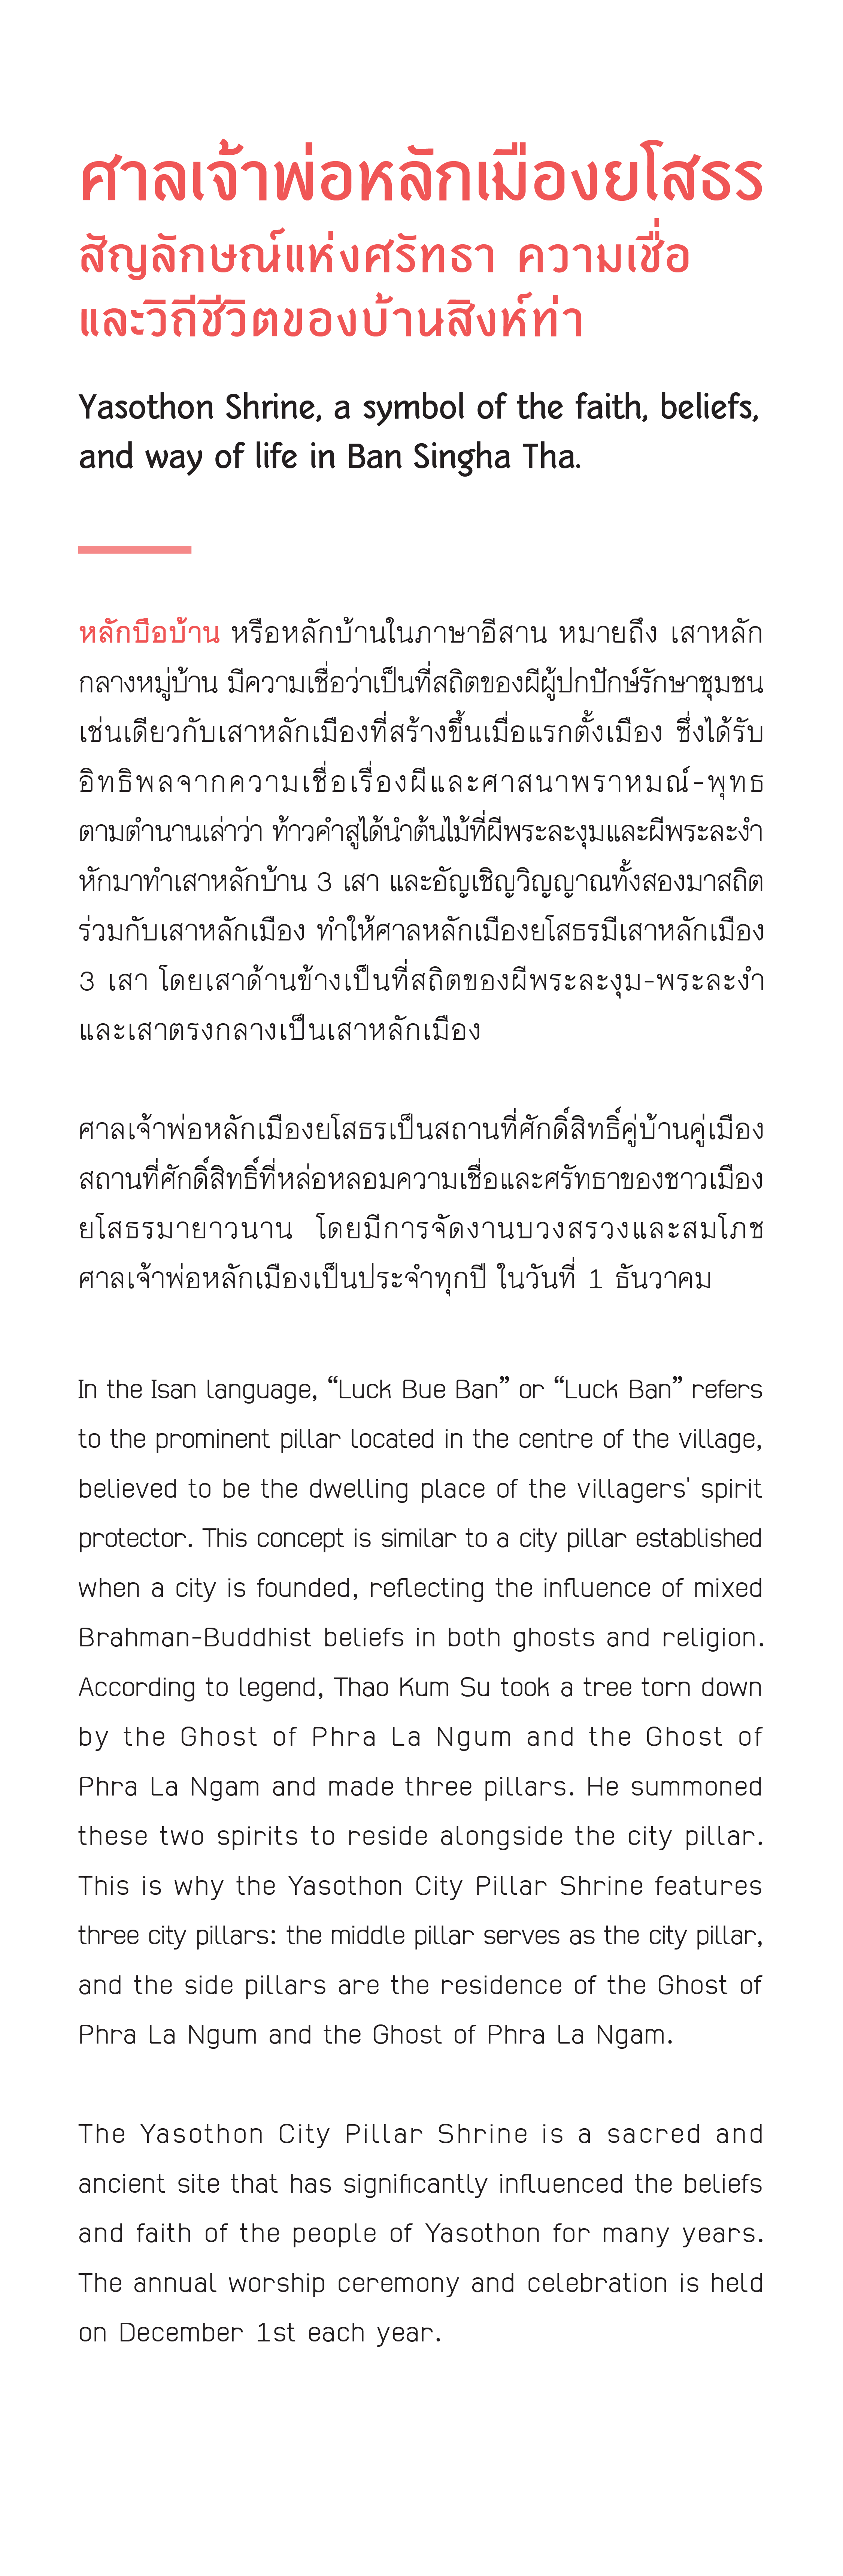 ศาลเจ้าพ่อหลักเมืองยโสธร
สัญลักษณ์แห่งศรัทธา ความเชื่อ
และวิถีชีวิตของบ้านสิงห์ท่า
Yasothon Shrine, a symbol of the faith, beliefs,
and way of life in Ban Singha Tha.
หลักบือบ้าน หรือหลักบ้านในภาษาอีสาน หมายถึง เสาหลัก
กลางหมู่บ้าน มีความเชื่อว่าเป็นที่สถิตของผีผู้ปกปักษ์รักษาชุมชน
เช่นเดียวกับเสาหลักเมืองที่สร้างขึ้นเมื่อแรกตั้งเมือง ซึ่งได้รับ
อิทธิพลจากความเชื่อเรื่องผีและศาสนาพราหมณ์-พุทธ
ตามตำนานเล่าว่า ท้าวคำสูได้นำต้นไม้ที่ผีพระละงุมและผีพระละงำ
หักมาทำเสาหลักบ้าน 3 เสา และอัญเชิญวิญญาณทั้งสองมาสถิต
ร่วมกับเสาหลักเมือง ทำให้ศาลหลักเมืองยโสธรมีเสาหลักเมือง
3 เสา โดยเสาด้านข้างเป็นที่สถิตของผีพระละงุม-พระละงำ
และเสาตรงกลางเป็นเสาหลักเมือง
ศาลเจ้าพ่อหลักเมืองยโสธรเป็นสถานที่ศักดิ์สิทธิ์คู่บ้านคู่เมือง
สถานที่ศักดิ์สิทธิ์ที่หล่อหลอมความเชื่อและศรัทธาของชาวเมือง
ยโสธรมายาวนาน โดยมีการจัดงานบวงสรวงและสมโภช
ศาลเจ้าพ่อหลักเมืองเป็นประจำทุกปี ในวันที่ 1 ธันวาคม
In the Isan language, “Luck Bue Ban” or “Luck Ban” refers
to the prominent pillar located in the centre of the village,
believed to be the dwelling place of the villagers' spirit
protector. This concept is similar to a city pillar established
when a city is founded, reflecting the influence of mixed
Brahman-Buddhist beliefs in both ghosts and religion.
According to legend, Thao Kum Su took a tree torn down
by the Ghost of Phra La Ngum and the Ghost of
Phra La Ngam and made three pillars. He summoned
these two spirits to reside alongside the city pillar.
This is why the Yasothon City Pillar Shrine features
three city pillars: the middle pillar serves as the city pillar,
and the side pillars are the residence of the Ghost of
Phra La Ngum and the Ghost of Phra La Ngam.
The Yasothon City Pillar Shrine is a sacred and
ancient site that has significantly influenced the beliefs
and faith of the people of Yasothon for many years.
The annual worship ceremony and celebration is held
on December 1st each year.